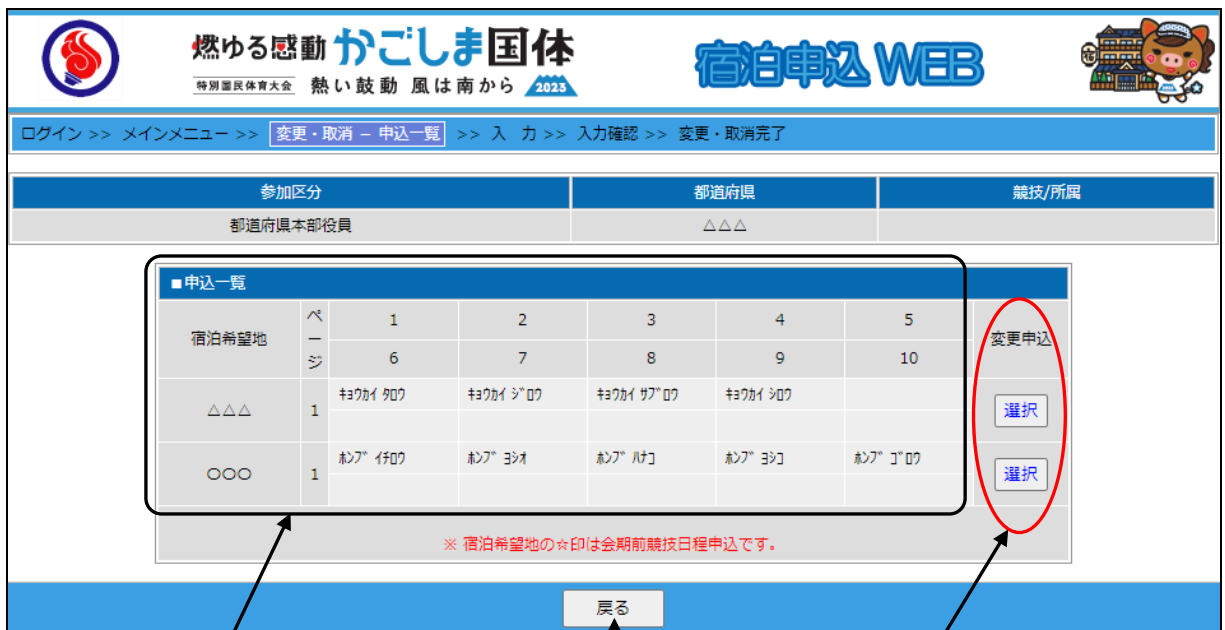 燃ゆる感動 かごしま国体
特別国民体育大会 熱い鼓動 風は南から 2023
宿泊申込 WEB
宿
ログイン >> メインメニュー >> 変更・取消 － 申込一覧 >> 入 力 >> 入力確認 >> 変更・取消完了
参加区分 都道府県 競技/所属
都道府県本部役員 △△△
■申込一覧
宿泊希望地 ページ 1 2 3 4 5 変更申込
6 7 8 9 10
△△△ 1 ｷｮｳｶｲ ﾀﾛｳ ｷｮｳｶｲ ｼﾞﾛｳ ｷｮｳｶｲ ｻﾌﾞﾛｳ ｷｮｳｶｲ ｼﾛｳ 選択
○○○ 1 ﾎﾝﾌﾞ ｲﾁﾛｳ ﾎﾝﾌﾞ ﾖｼｵ ﾎﾝﾌﾞ ﾊﾅｺ ﾎﾝﾌﾞ ﾖｼｺ ﾎﾝﾌﾞ ｺﾞﾛｳ 選択
※ 宿泊希望地の☆印は会期前競技日程申込です。
戻る